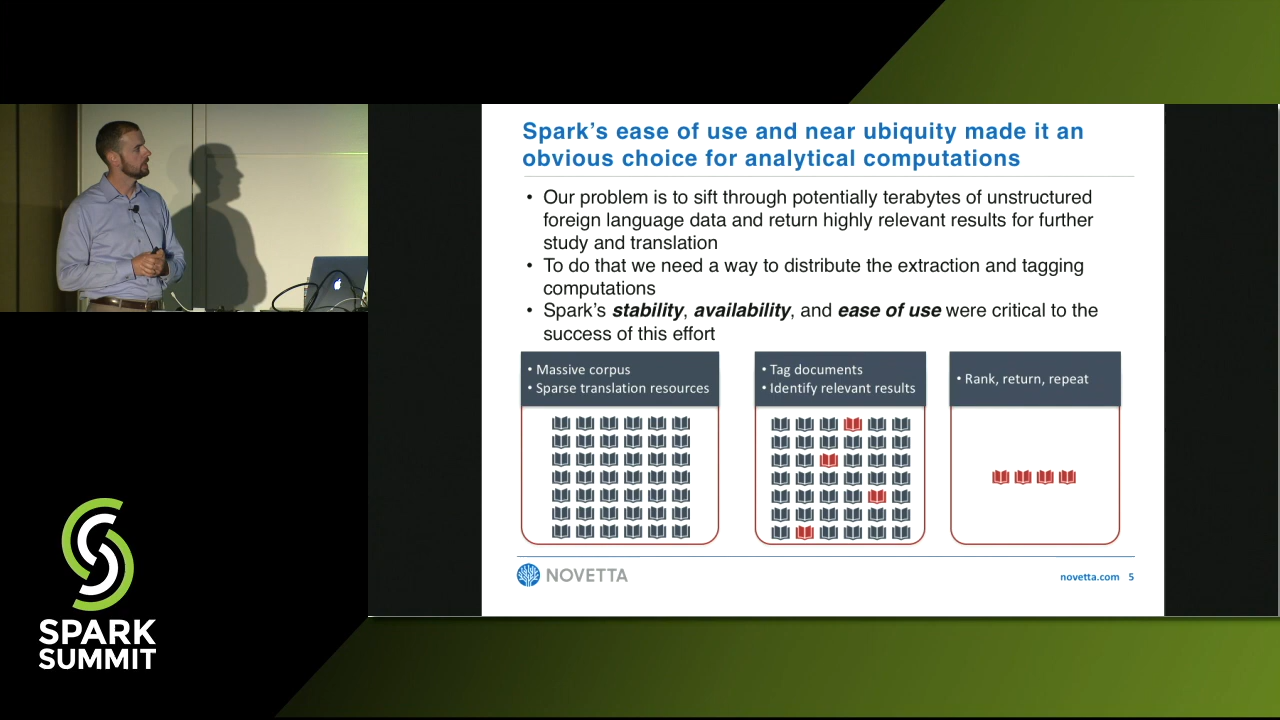 Spark's ease of use and near ubiquity made it an
obvious choice for analytical computations
• Our problem is to sift through potentially terabytes of unstructured
foreign language data and return highly relevant results for further
study and translation
• To do that we need a way to distribute the extraction and tagging
computations
• Spark's stability, availability, and ease of use were critical to the
success of this effort
• Massive corpus
• Sparse translation resources
• Tag documents
• Identify relevant results
• Rank, return, repeat
NOVETTA
novetta.com 5
SPARK
SUMMIT